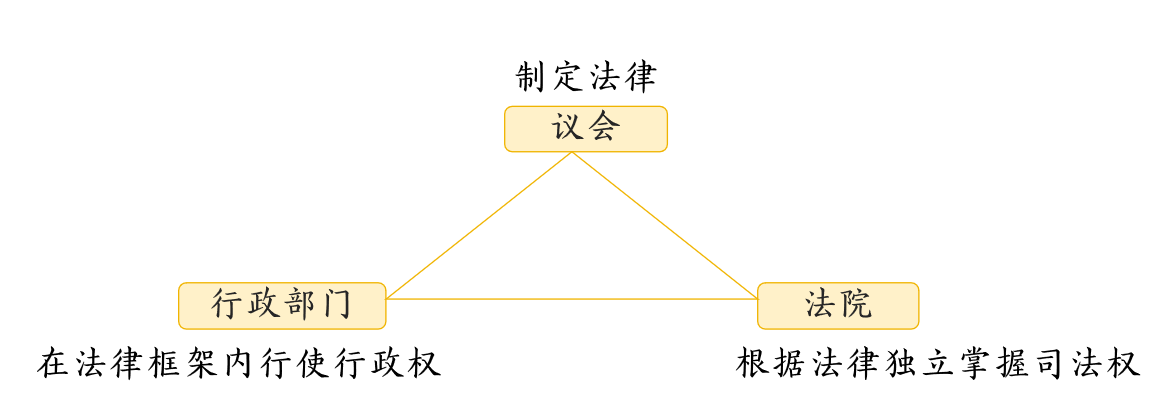 制定法律
议会
行政部门
法院
在法律框架内行使行政权
根据法律独立掌握司法权